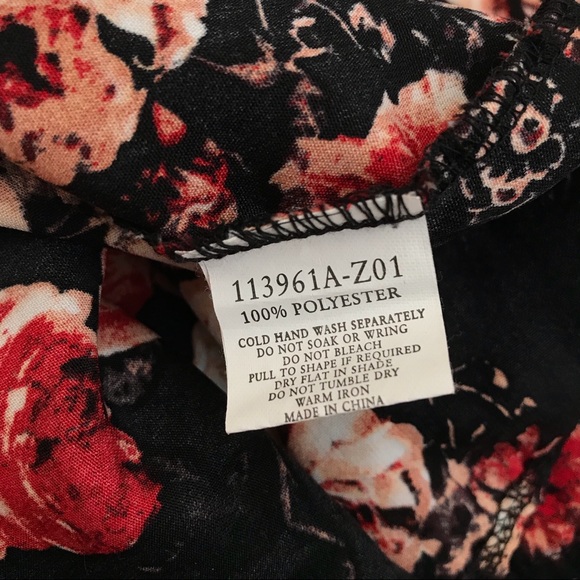 113961A-Z01
100% POLYESTER
COLD HAND WASH SEPARATELY
DO NOT SOAK OR WRING
DO NOT BLEACH
PULL TO SHAPE IF REQUIRED
DRY FLAT IN SHADE
DO NOT TUMBLE DRY
WARM IRON
MADE IN CHINA